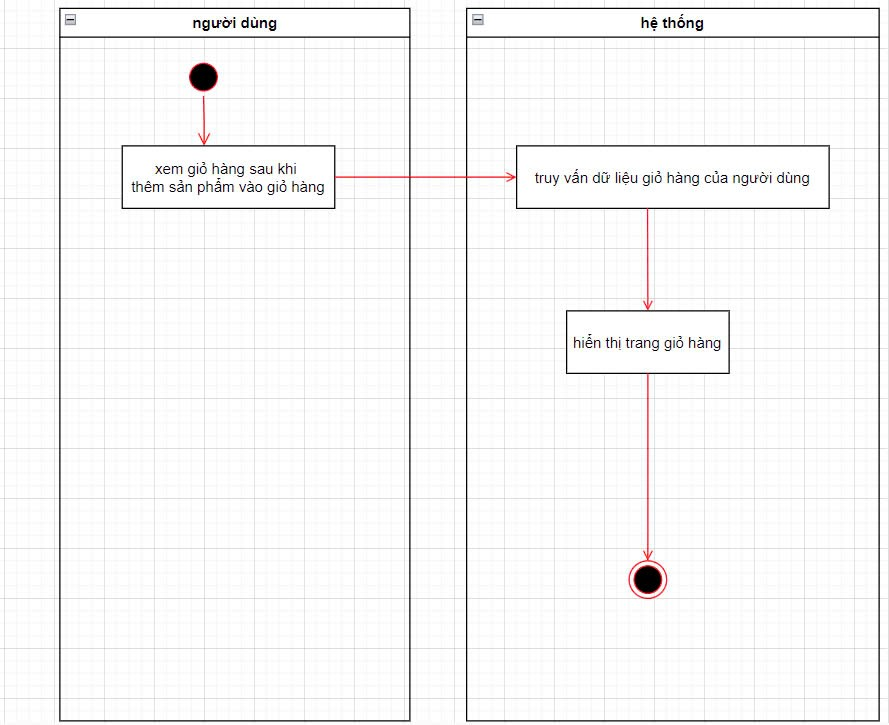 người dùng
hệ thống
xem giỏ hàng sau khi
thêm sản phẩm vào giỏ hàng
truy vấn dữ liệu giỏ hàng của người dùng
hiển thị trang giỏ hàng